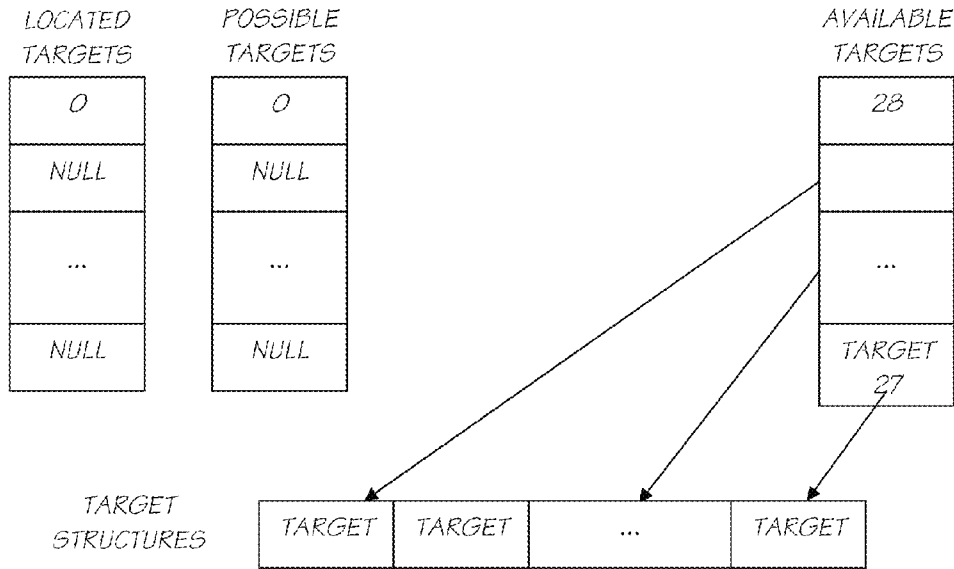 LOCATED
TARGETS
0
NULL
...
NULL
POSSIBLE
TARGETS
0
NULL
...
NULL
AVAILABLE
TARGETS
28
...
TARGET
27
TARGET
STRUCTURES
TARGET
TARGET
...
TARGET